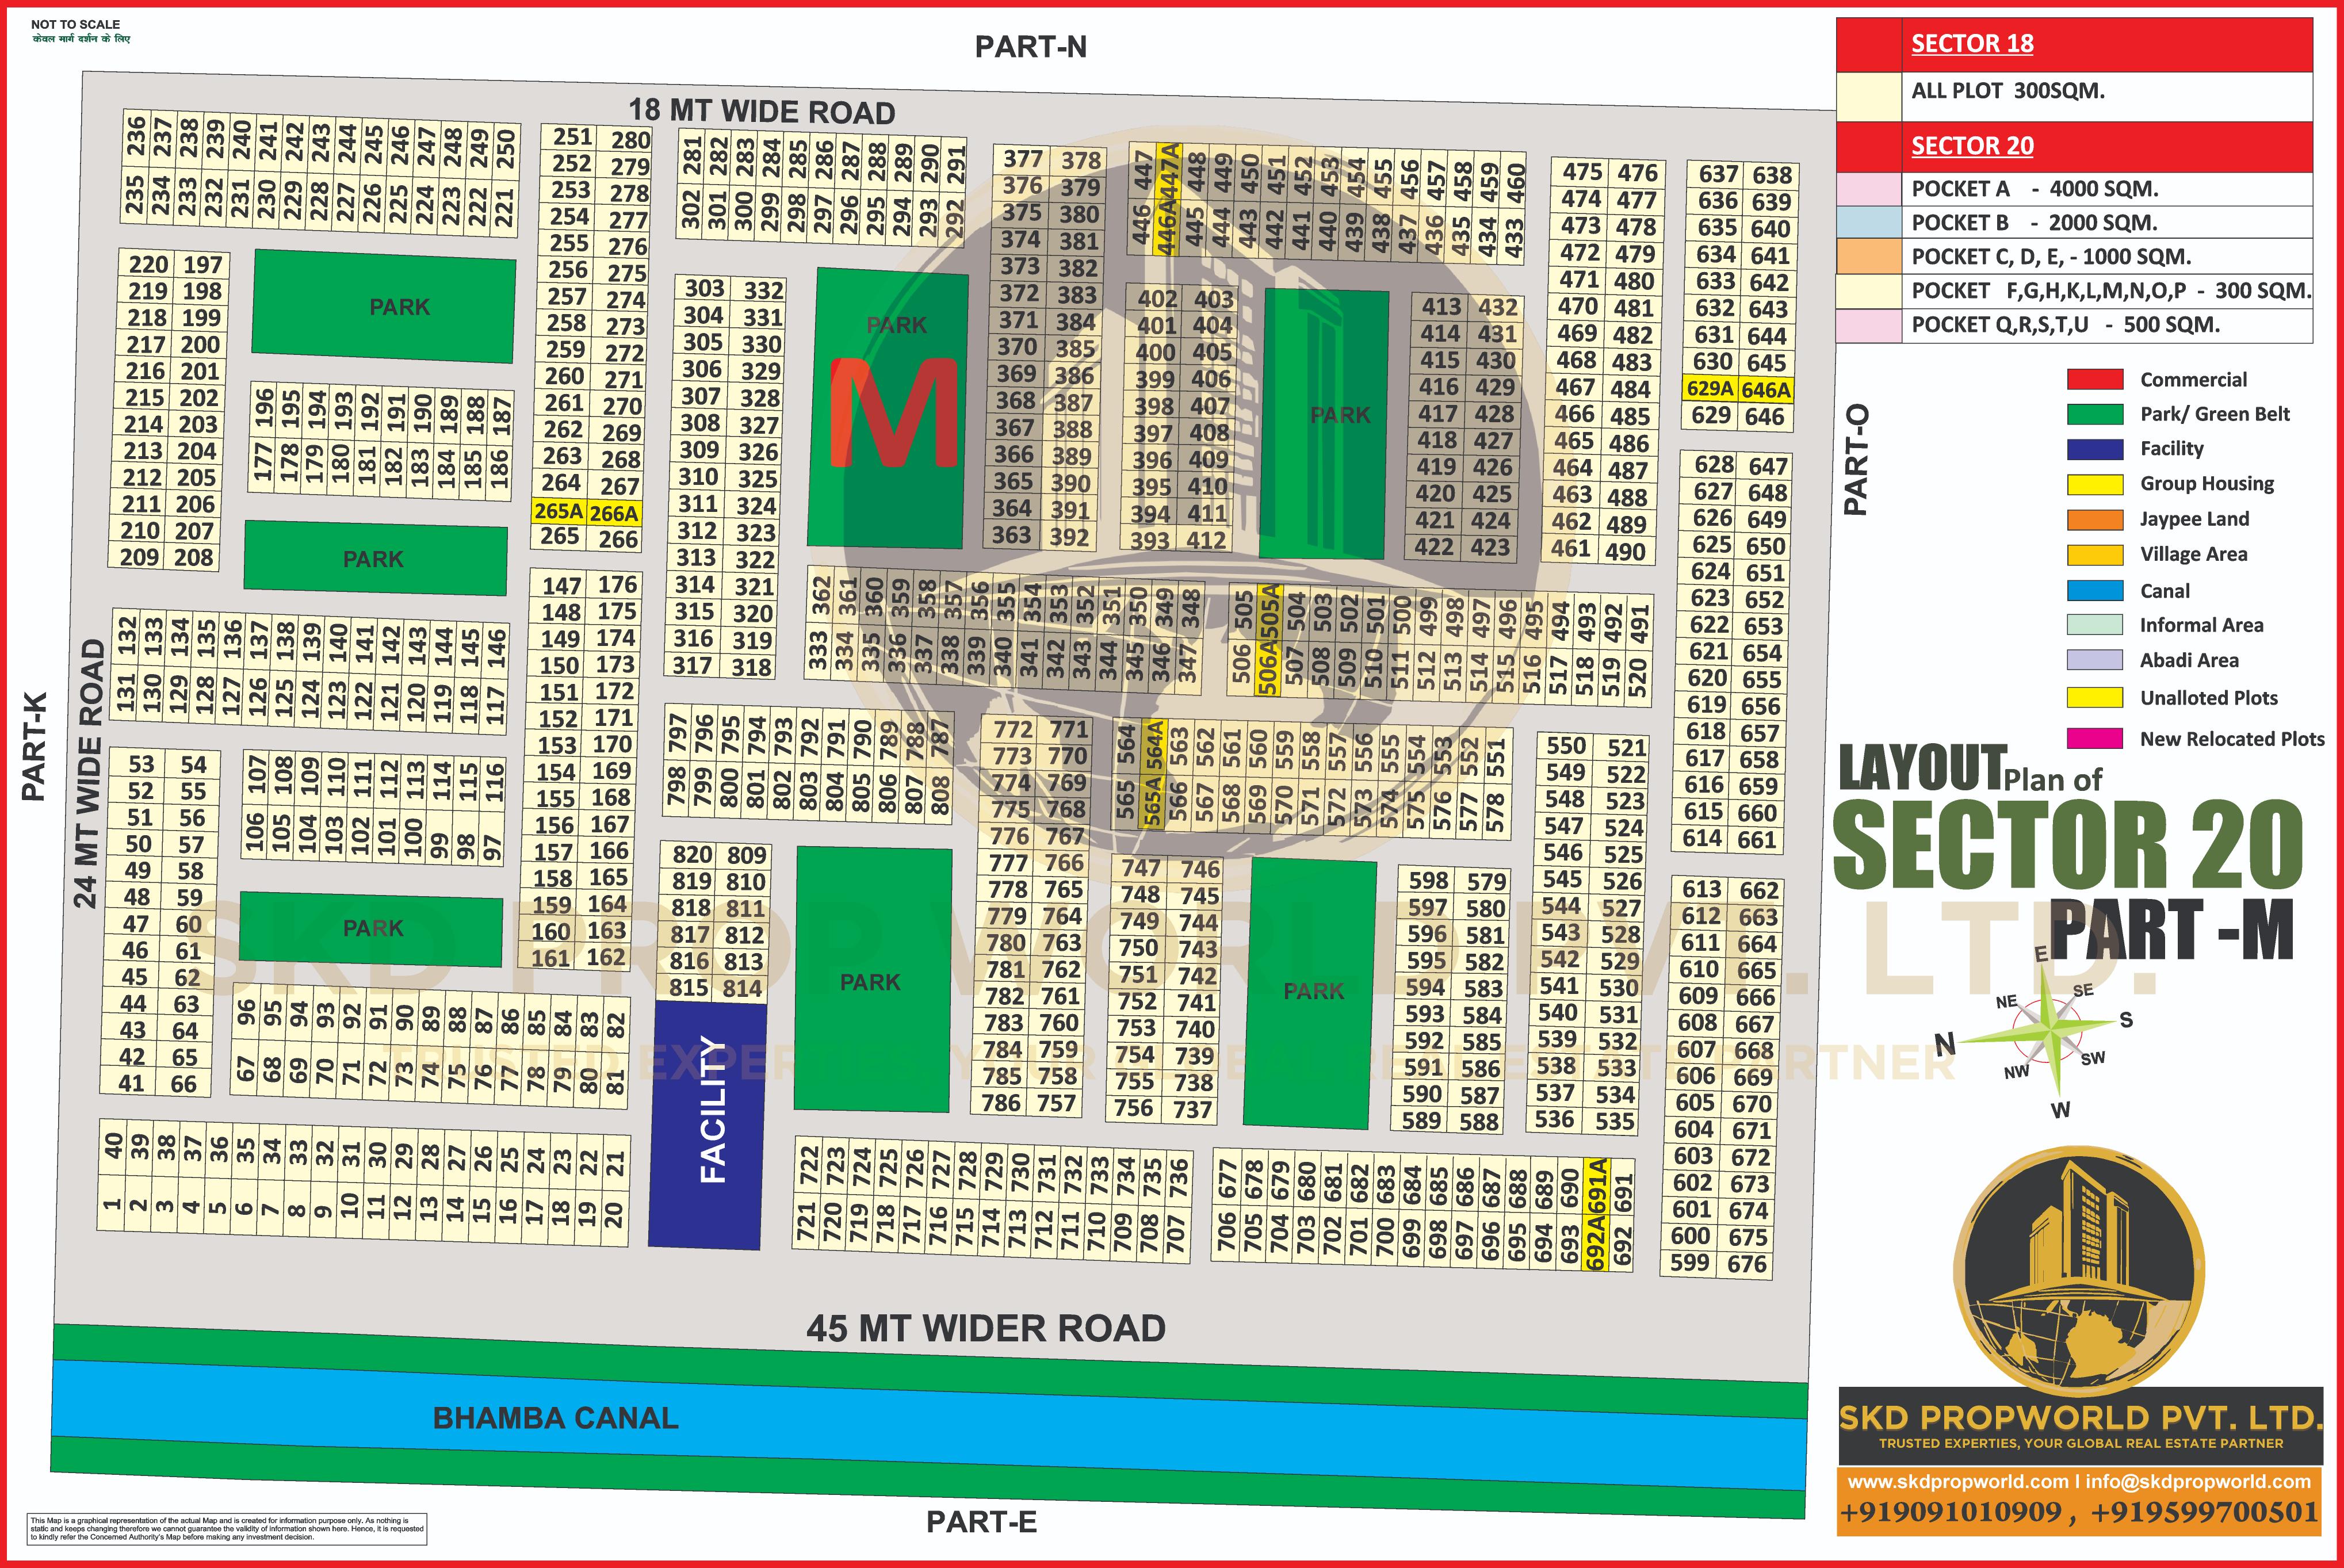 NOT TO SCALE
केवल मार्ग दर्शन के लिए
PART-N
18 MT WIDE ROAD
236 237 238 239 240 241 242 243 244 245 246 247 248 249 250
235 234 233 232 231 230 229 228 227 226 225 224 223 222 221
220 197
219 198
218 199
217 200
216 201
215 202
214 203
213 204
212 205
211 206
210 207
209 208
PARK
196 195 194 193 192 191 190 189 188 187
177 178 179 180 181 182 183 184 185 186
PARK
132 133 134 135 136 137 138 139 140 141 142 143 144 145 146
131 130 129 128 127 126 125 124 123 122 121 120 119 118 117
53 54
52 55
51 56
50 57
49 58
48 59
47 60
46 61
45 62
44 63
43 64
42 65
41 66
107 108 109 110 111 112 113 114 115 116
106 105 104 103 102 101 100 99 98 97
PARK
96 95 94 93 92 91 90 89 88 87 86 85 84 83 82
67 68 69 70 71 72 73 74 75 76 77 78 79 80 81
40 39 38 37 36 35 34 33 32 31 30 29 28 27 26 25 24 23 22 21
1 2 3 4 5 6 7 8 9 10 11 12 13 14 15 16 17 18 19 20
251 280
252 279
253 278
254 277
255 276
256 275
257 274
258 273
259 272
260 271
261 270
262 269
263 268
264 267
265A 266A
265 266
147 176
148 175
149 174
150 173
151 172
152 171
153 170
154 169
155 168
156 167
157 166
158 165
159 164
160 163
161 162
281 282 283 284 285 286 287 288 289 290 291
302 301 300 299 298 297 296 295 294 293 292
303 332
304 331
305 330
306 329
307 328
308 327
309 326
310 325
311 324
312 323
313 322
314 321
315 320
316 319
317 318
PARK
M
377 378
376 379
375 380
374 381
373 382
372 383
371 384
370 385
369 386
368 387
367 388
366 389
365 390
364 391
363 392
447 447A 448 449 450 451 452 453 454 455 456 457 458 459 460
446 446A 445 444 443 442 441 440 439 438 437 436 435 434 433
402 403
401 404
400 405
399 406
398 407
397 408
396 409
395 410
394 411
393 412
PARK
413 432
414 431
415 430
416 429
417 428
418 427
419 426
420 425
421 424
422 423
475 476
474 477
473 478
472 479
471 480
470 481
469 482
468 483
467 484
466 485
465 486
464 487
463 488
462 489
461 490
637 638
636 639
635 640
634 641
633 642
632 643
631 644
630 645
629A 646A
629 646
628 647
627 648
626 649
625 650
624 651
623 652
622 653
621 654
620 655
619 656
618 657
617 658
616 659
615 660
614 661
613 662
612 663
611 664
610 665
609 666
608 667
607 668
606 669
605 670
604 671
603 672
602 673
601 674
600 675
599 676
362 361 360 359 358 357 356 355 354 353 352 351 350 349 348
333 334 335 336 337 338 339 340 341 342 343 344 345 346 347
505 505A 504 503 502 501 500 499 498 497 496 495 494 493 492 491
506 506A 507 508 509 510 511 512 513 514 515 516 517 518 519 520
797 796 795 794 793 792 791 790 789 788 787
798 799 800 801 802 803 804 805 806 807 808
820 809
819 810
818 811
817 812
816 813
815 814
FACILITY
PARK
772 771
773 770
774 769
775 768
776 767
777 766
778 765
779 764
780 763
781 762
782 761
783 760
784 759
785 758
786 757
564 564A 563 562 561 560 559 558 557 556 555 554 553 552 551
565 565A 566 567 568 569 570 571 572 573 574 575 576 577 578
747 746
748 745
749 744
750 743
751 742
752 741
753 740
754 739
755 738
756 737
PARK
598 579
597 580
596 581
595 582
594 583
593 584
592 585
591 586
590 587
589 588
550 521
549 522
548 523
547 524
546 525
545 526
544 527
543 528
542 529
541 530
540 531
539 532
538 533
537 534
536 535
722 723 724 725 726 727 728 729 730 731 732 733 734 735 736
721 720 719 718 717 716 715 714 713 712 711 710 709 708 707
677 678 679 680 681 682 683 684 685 686 687 688 689 690 691A 691
706 705 704 703 702 701 700 699 698 697 696 695 694 693 692A 692
PART-K
24 MT WIDE ROAD
PART-O
45 MT WIDER ROAD
BHAMBA CANAL
PART-E
SKD PROP WORLD PVT. LTD.
TRUSTED EXPERTIES, YOUR GLOBAL REAL ESTATE PARTNER
SECTOR 18
ALL PLOT 300SQM.
SECTOR 20
POCKET A - 4000 SQM.
POCKET B - 2000 SQM.
POCKET C, D, E, - 1000 SQM.
POCKET F,G,H,K,L,M,N,O,P - 300 SQM.
POCKET Q,R,S,T,U - 500 SQM.
Commercial
Park/ Green Belt
Facility
Group Housing
Jaypee Land
Village Area
Canal
Informal Area
Abadi Area
Unalloted Plots
New Relocated Plots
LAYOUT Plan of
SECTOR 20
PART -M
E
NE SE
N S
NW SW
W
SKD PROPWORLD PVT. LTD.
TRUSTED EXPERTIES, YOUR GLOBAL REAL ESTATE PARTNER
www.skdpropworld.com | info@skdpropworld.com
+919091010909 , +919599700501
This Map is a graphical representation of the actual Map and is created for information purpose only. As nothing is
static and keeps changing therefore we cannot guarantee the validity of information shown here. Hence, it is requested
to kindly refer the Concerned Authority's Map before making any investment decision.